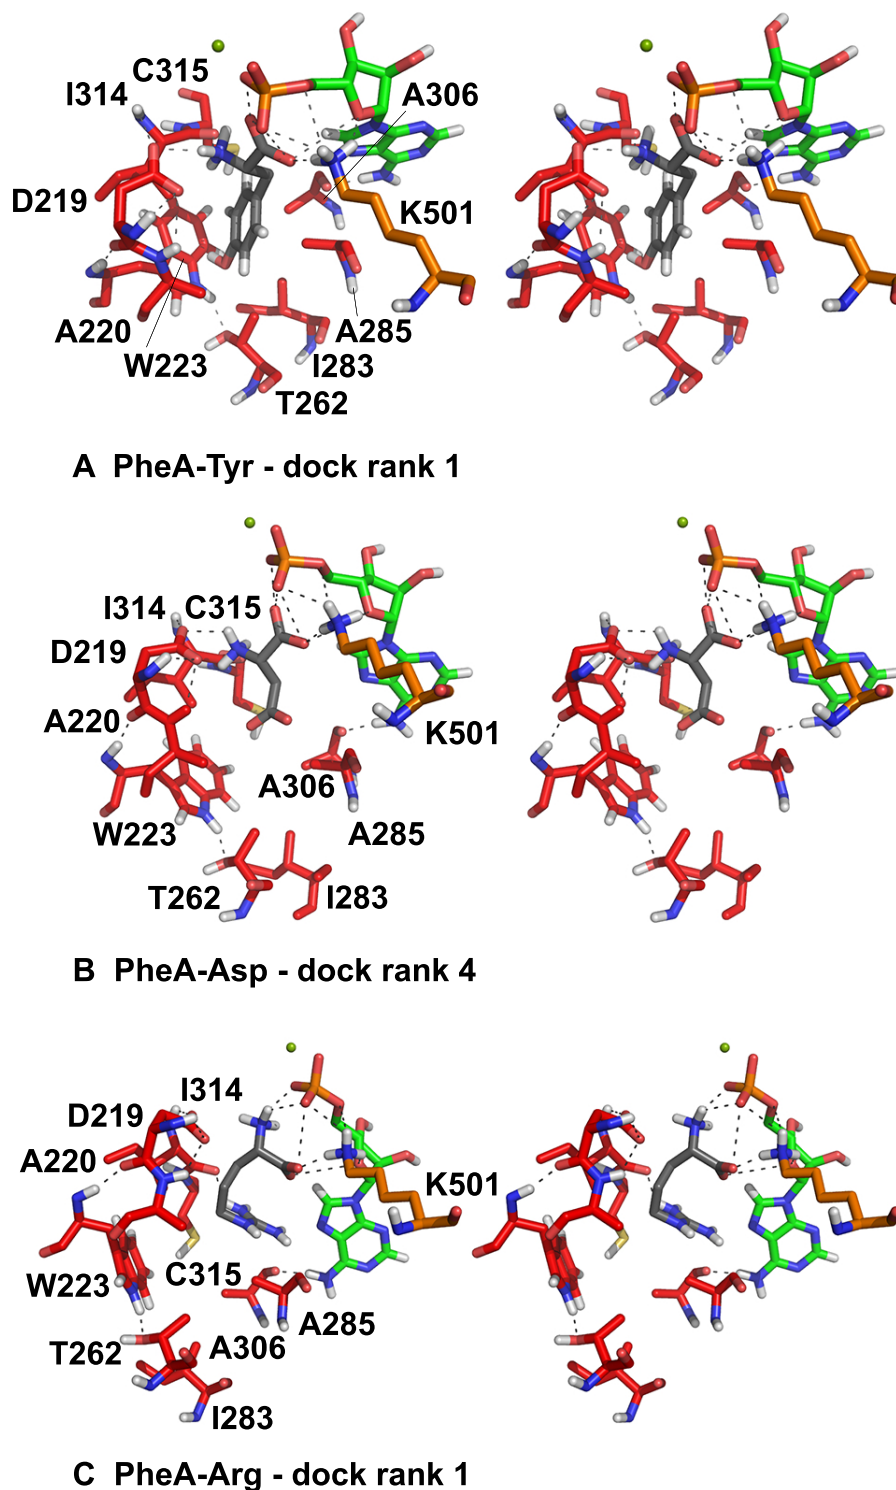 C315
I314
A306
D219
K501
A220
A285
W223
I283
T262
A PheA-Tyr - dock rank 1
I314 C315
D219
A220
K501
A306
W223
A285
T262
I283
B PheA-Asp - dock rank 4
I314
D219
A220
K501
C315
W223
A285
T262
A306
I283
C PheA-Arg - dock rank 1